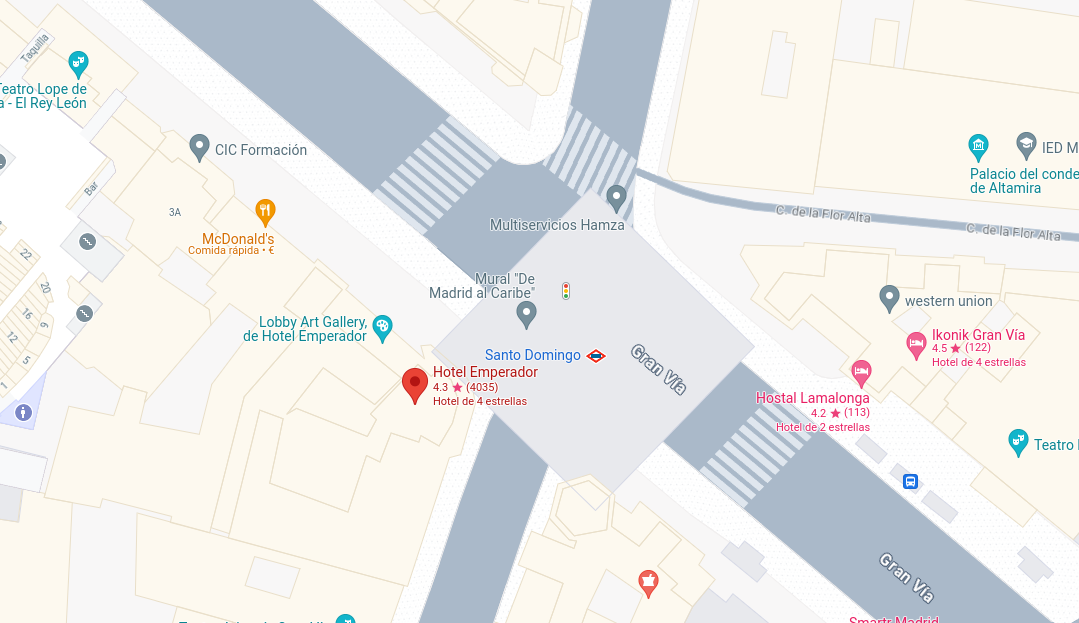 Taquilla
Teatro Lope de
a - El Rey León
CIC Formación
Bar
3A
McDonald's
Comida rápida • €
22
20
16
9
12
5
1
Multiservicios Hamza
C. de la Flor Alta
C. de la Flor Alta
IED M
Palacio del conde
de Altamira
Mural "De
Madrid al Caribe"
western union
Lobby Art Gallery,
de Hotel Emperador
Santo Domingo
Gran Vía
Ikonik Gran Vía
4.5 ★ (122)
Hotel de 4 estrellas
Hotel Emperador
4.3 ★ (4035)
Hotel de 4 estrellas
Hostal Lamalonga
4.2 ★ (113)
Hotel de 2 estrellas
Teatro
Gran Vía
Smartr Madrid